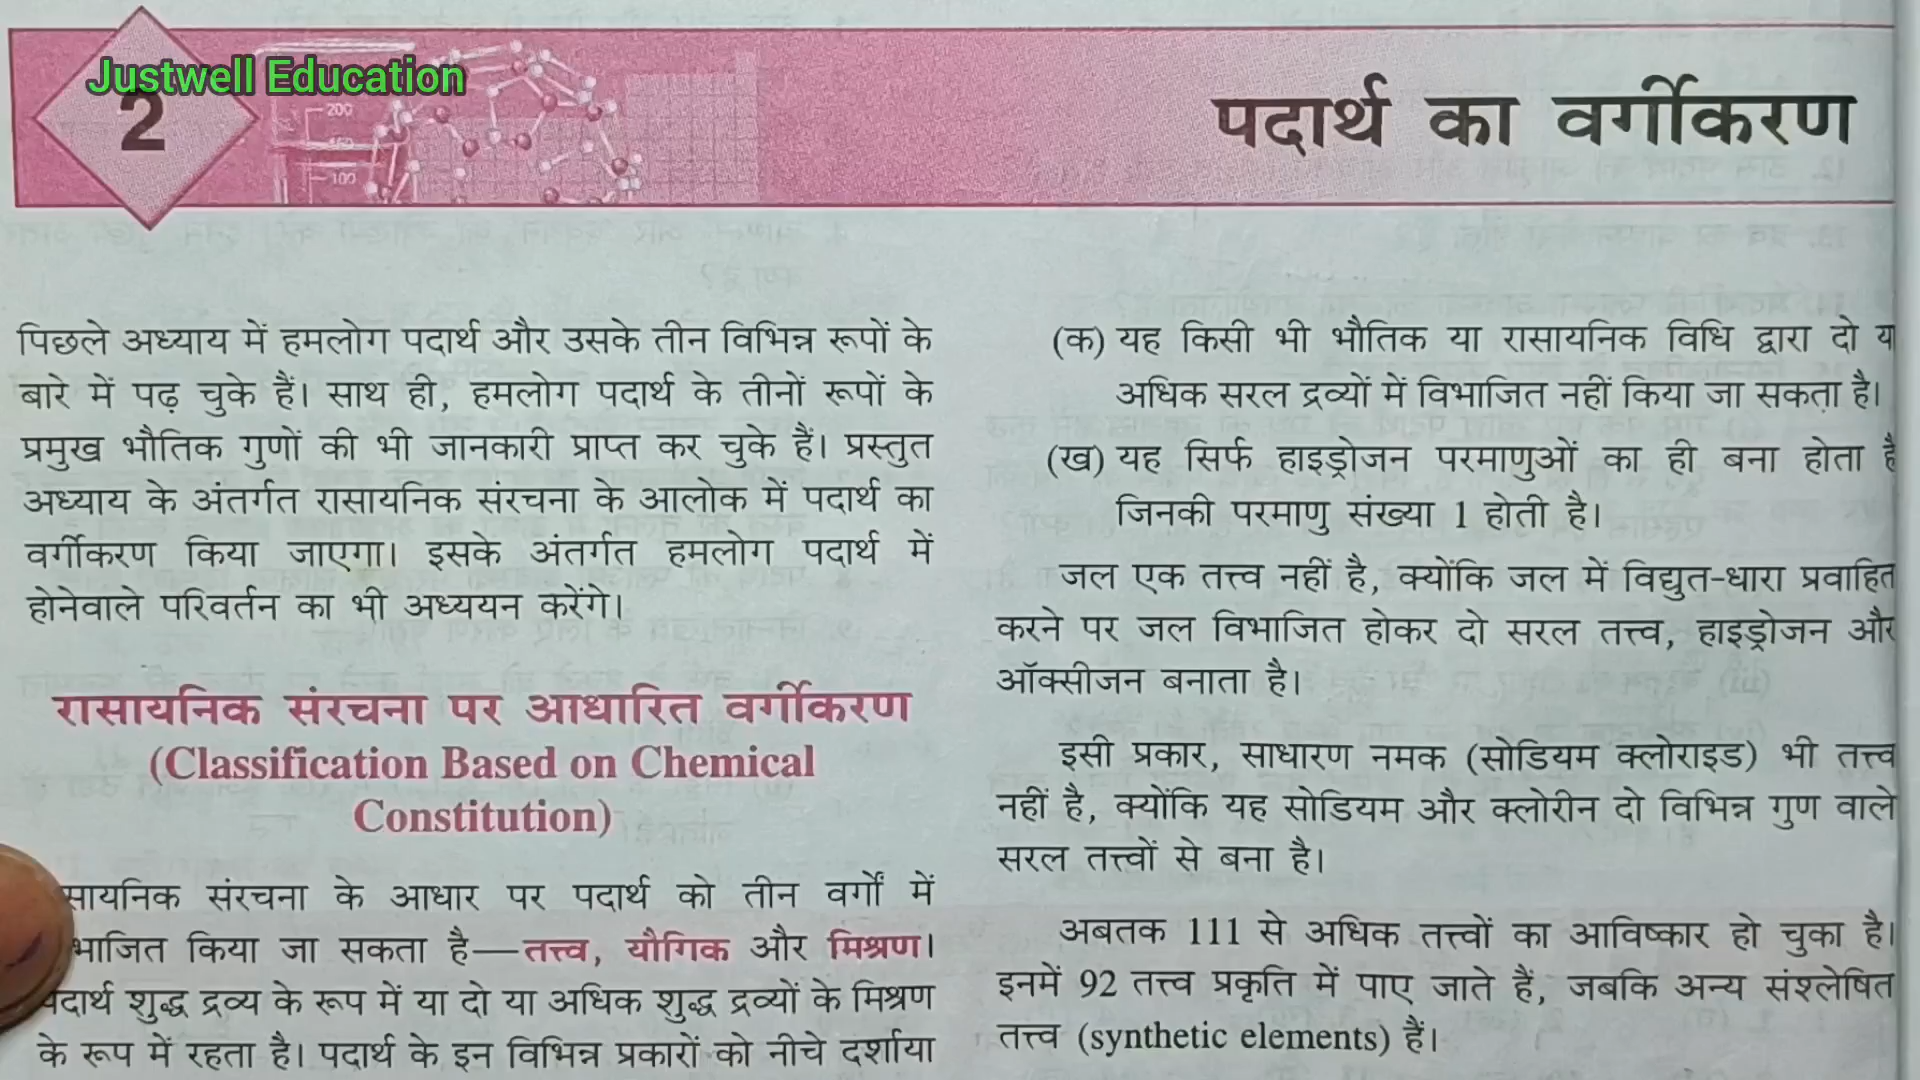 Justwell Education
2
200
100
पदार्थ का वर्गीकरण
पिछले अध्याय में हमलोग पदार्थ और उसके तीन विभिन्न रूपों के
बारे में पढ़ चुके हैं। साथ ही, हमलोग पदार्थ के तीनों रूपों के
प्रमुख भौतिक गुणों की भी जानकारी प्राप्त कर चुके हैं। प्रस्तुत
अध्याय के अंतर्गत रासायनिक संरचना के आलोक में पदार्थ का
वर्गीकरण किया जाएगा। इसके अंतर्गत हमलोग पदार्थ में
होनेवाले परिवर्तन का भी अध्ययन करेंगे।
रासायनिक संरचना पर आधारित वर्गीकरण
(Classification Based on Chemical
Constitution)
सायनिक संरचना के आधार पर पदार्थ को तीन वर्गों में
भाजित किया जा सकता है—तत्त्व, यौगिक और मिश्रण।
पदार्थ शुद्ध द्रव्य के रूप में या दो या अधिक शुद्ध द्रव्यों के मिश्रण
के रूप में रहता है। पदार्थ के इन विभिन्न प्रकारों को नीचे दर्शाया
(क) यह किसी भी भौतिक या रासायनिक विधि द्वारा दो य
अधिक सरल द्रव्यों में विभाजित नहीं किया जा सकता है।
(ख) यह सिर्फ हाइड्रोजन परमाणुओं का ही बना होता है
जिनकी परमाणु संख्या 1 होती है।
जल एक तत्त्व नहीं है, क्योंकि जल में विद्युत-धारा प्रवाहित
करने पर जल विभाजित होकर दो सरल तत्त्व, हाइड्रोजन और
ऑक्सीजन बनाता है।
इसी प्रकार, साधारण नमक (सोडियम क्लोराइड) भी तत्त्व
नहीं है, क्योंकि यह सोडियम और क्लोरीन दो विभिन्न गुण वाले
सरल तत्त्वों से बना है।
अबतक 111 से अधिक तत्त्वों का आविष्कार हो चुका है।
इनमें 92 तत्त्व प्रकृति में पाए जाते हैं, जबकि अन्य संश्लेषित
तत्त्व (synthetic elements) हैं।